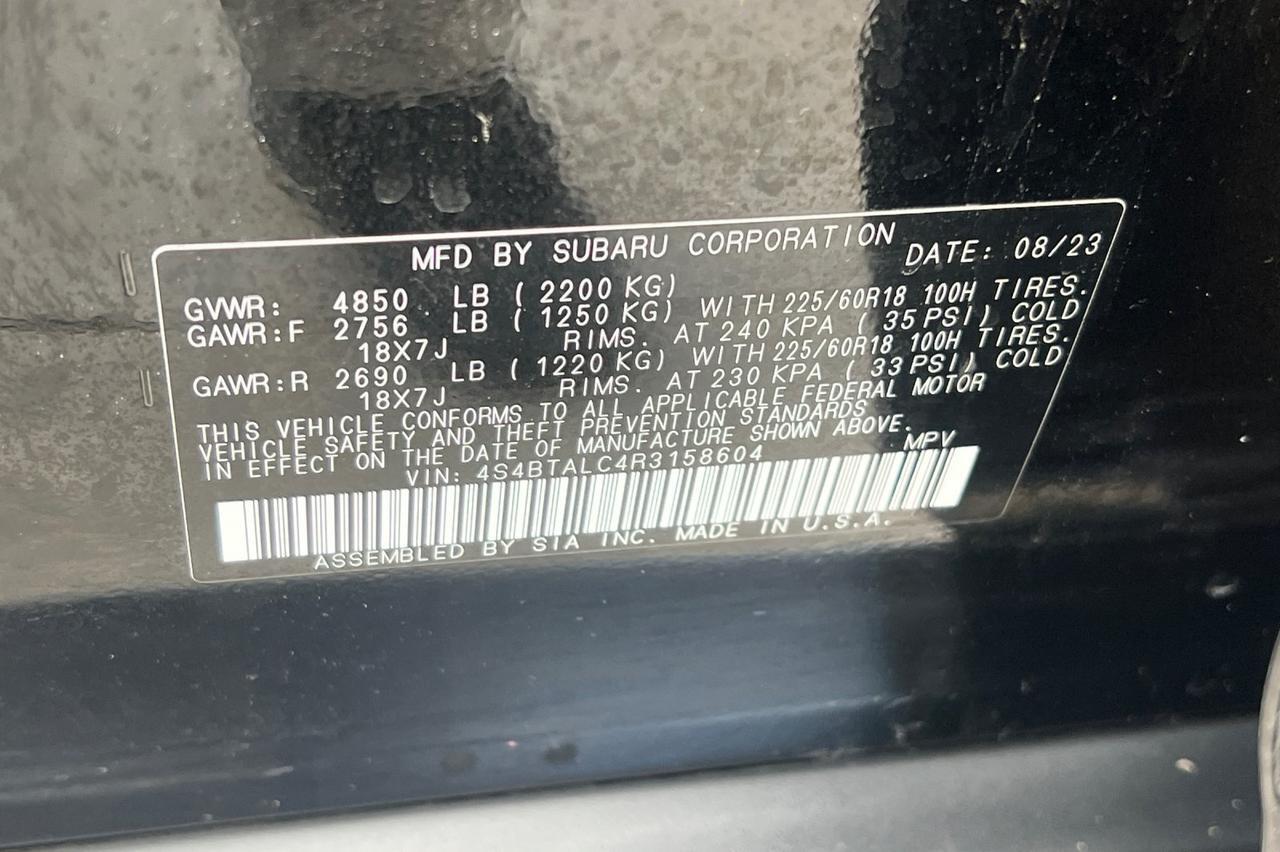 MFD BY SUBARU CORPORATION DATE: 08/23
GVWR: 4850 LB ( 2200 KG)
GAWR:F 2756 LB ( 1250 KG) WITH 225/60R18 100H TIRES.
18X7J RIMS. AT 240 KPA ( 35 PSI) COLD
GAWR:R 2690 LB ( 1220 KG) WITH 225/60R18 100H TIRES.
18X7J RIMS. AT 230 KPA ( 33 PSI) COLD
THIS VEHICLE CONFORMS TO ALL APPLICABLE FEDERAL MOTOR
VEHICLE SAFETY AND THEFT PREVENTION STANDARDS
IN EFFECT ON THE DATE OF MANUFACTURE SHOWN ABOVE.
VIN: 4S4BTALC4R3158604 MPV
ASSEMBLED BY SIA INC. MADE IN U.S.A.